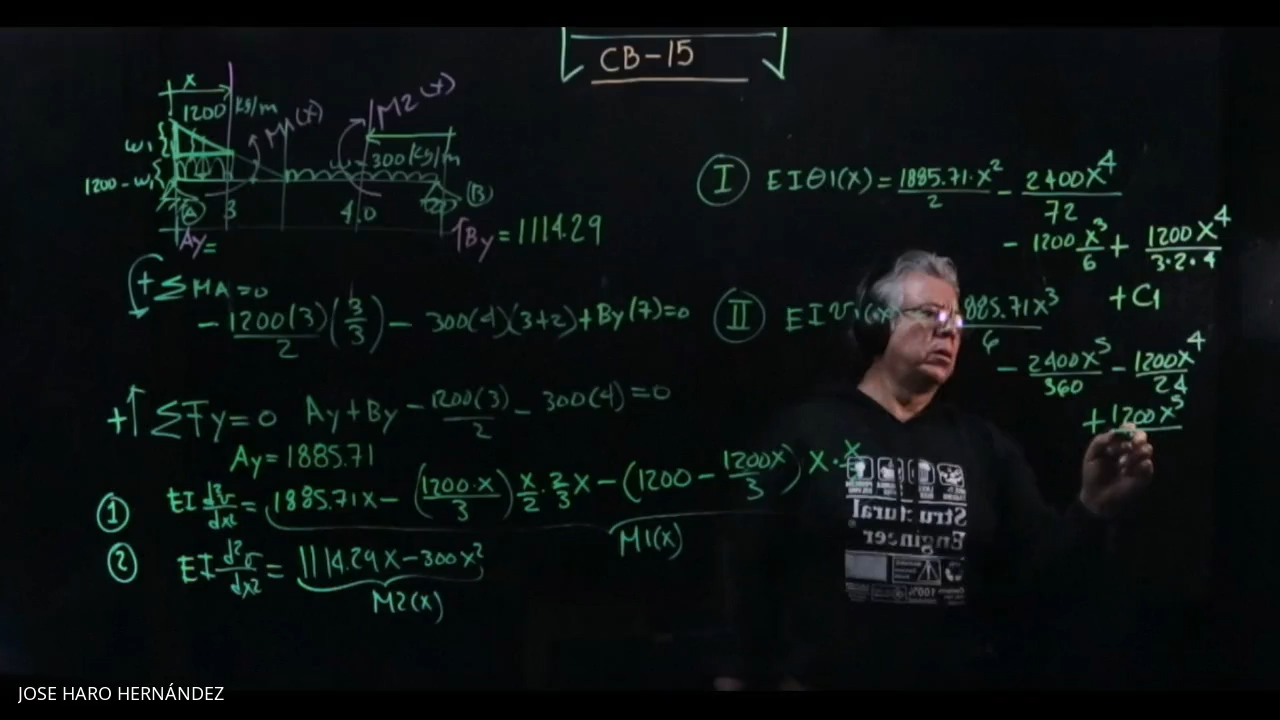 CB-15
x
1200 kg/m
M1(x)
M2(x)
ω1
ω=300 kg/m
1200-ω1
(A) 3 4.0 (B)
Ay=
By=1114.29
+ ΣMA=0
- 1200(3)/2 (3/3) - 300(4)(3+2)+By(7)=0
+↑ ΣFy=0 Ay+By - 1200(3)/2 - 300(4)=0
Ay=1885.71
① EI d²v/dx² = 1885.71x - (1200·x/3) x/2 · 2/3 x - (1200 - 1200x/3) x · x
M1(x)
② EI d²v/dx² = 1114.29x-300x²
M2(x)
I EIθ1(x) = 1885.71·x²/2 - 2400x⁴/72
- 1200 x³/6 + 1200x⁴/3·2·4
+C1
II EIv 885.71x³/6
- 2400x⁵/360 - 1200x⁴/24
+ 1200x⁵
Structural
Engineer
100%
JOSE HARO HERNÁNDEZ